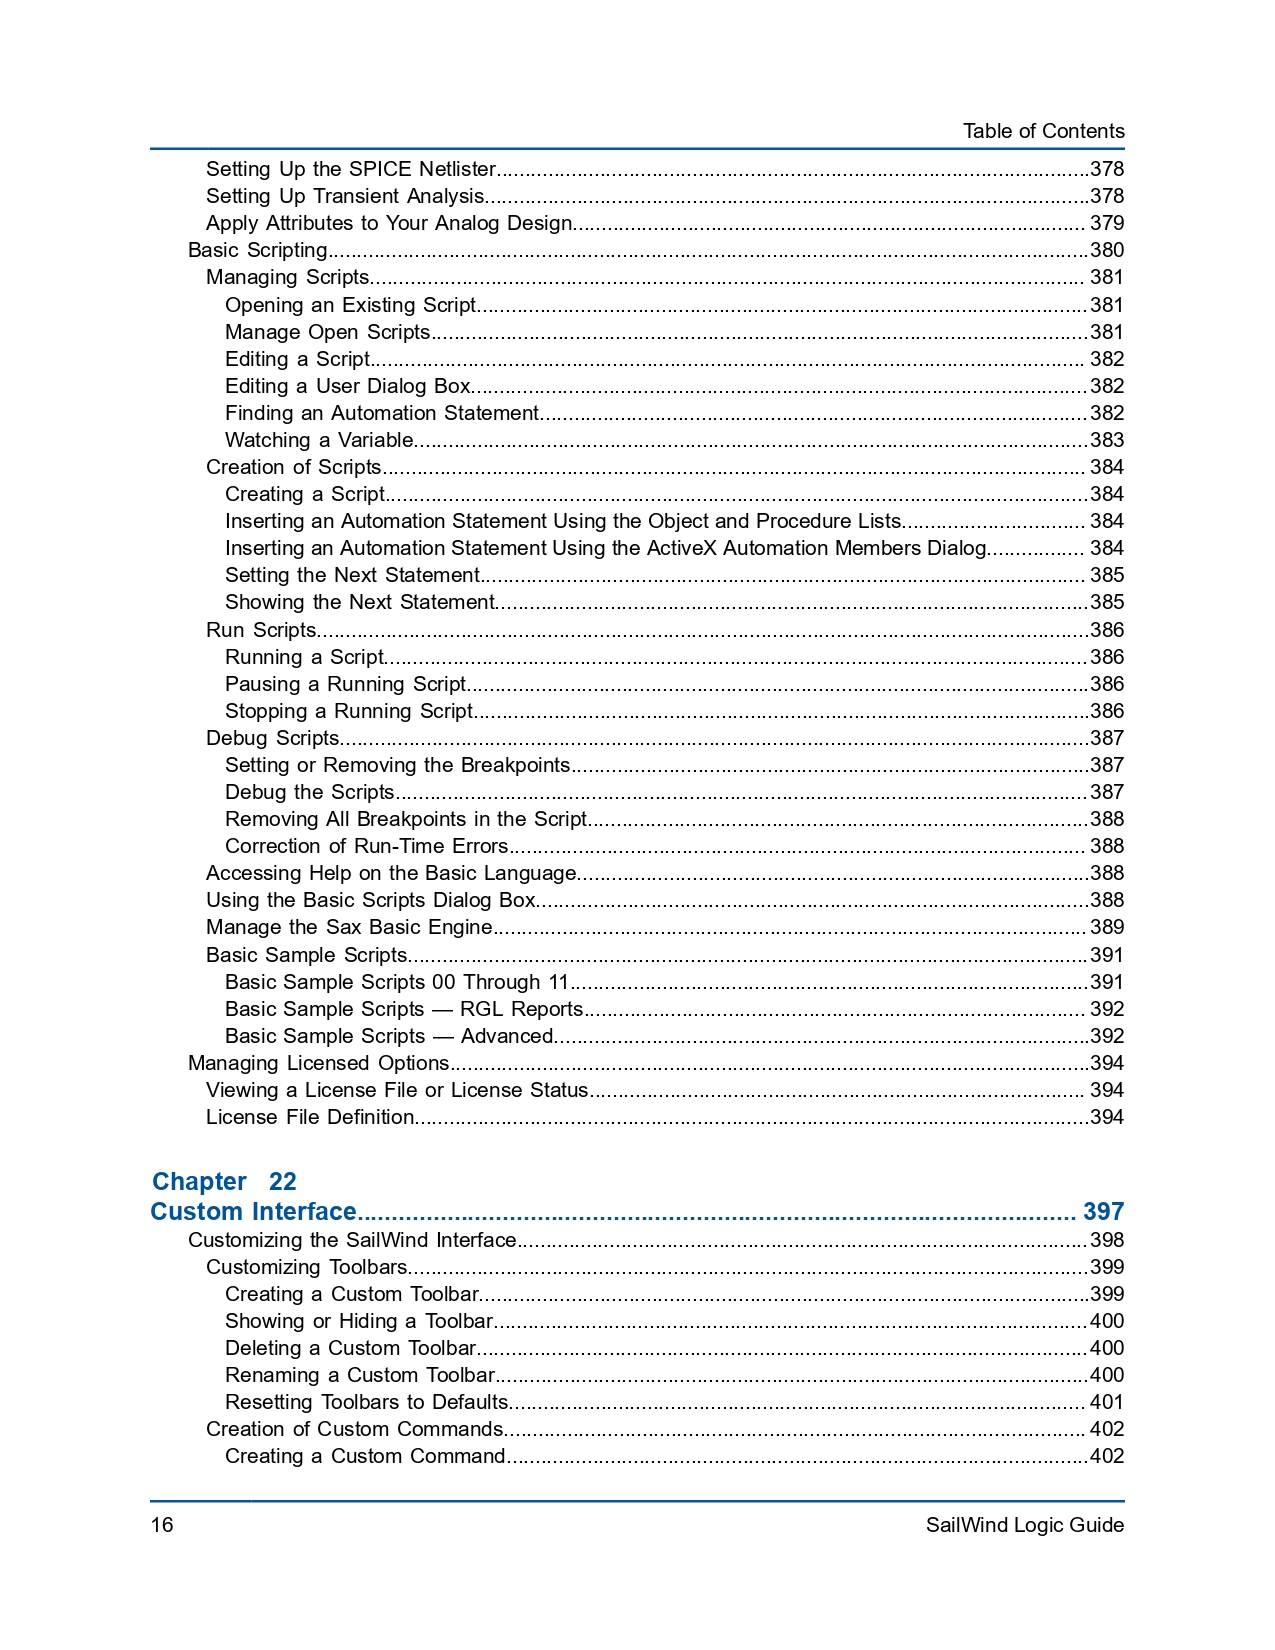 Table of Contents
Setting Up the SPICE Netlister........378
Setting Up Transient Analysis........378
Apply Attributes to Your Analog Design........ 379
Basic Scripting........380
Managing Scripts........ 381
Opening an Existing Script........381
Manage Open Scripts........381
Editing a Script........ 382
Editing a User Dialog Box........382
Finding an Automation Statement........382
Watching a Variable........383
Creation of Scripts........ 384
Creating a Script........384
Inserting an Automation Statement Using the Object and Procedure Lists........ 384
Inserting an Automation Statement Using the ActiveX Automation Members Dialog........ 384
Setting the Next Statement........ 385
Showing the Next Statement........385
Run Scripts........386
Running a Script........386
Pausing a Running Script........386
Stopping a Running Script........386
Debug Scripts........387
Setting or Removing the Breakpoints........387
Debug the Scripts........387
Removing All Breakpoints in the Script........388
Correction of Run-Time Errors........ 388
Accessing Help on the Basic Language........388
Using the Basic Scripts Dialog Box........388
Manage the Sax Basic Engine........389
Basic Sample Scripts........391
Basic Sample Scripts 00 Through 11........391
Basic Sample Scripts — RGL Reports........ 392
Basic Sample Scripts — Advanced........392
Managing Licensed Options........394
Viewing a License File or License Status........ 394
License File Definition........394
Chapter 22
Custom Interface........ 397
Customizing the SailWind Interface........398
Customizing Toolbars........399
Creating a Custom Toolbar........399
Showing or Hiding a Toolbar........400
Deleting a Custom Toolbar........400
Renaming a Custom Toolbar........400
Resetting Toolbars to Defaults........ 401
Creation of Custom Commands........ 402
Creating a Custom Command........402
16
SailWind Logic Guide